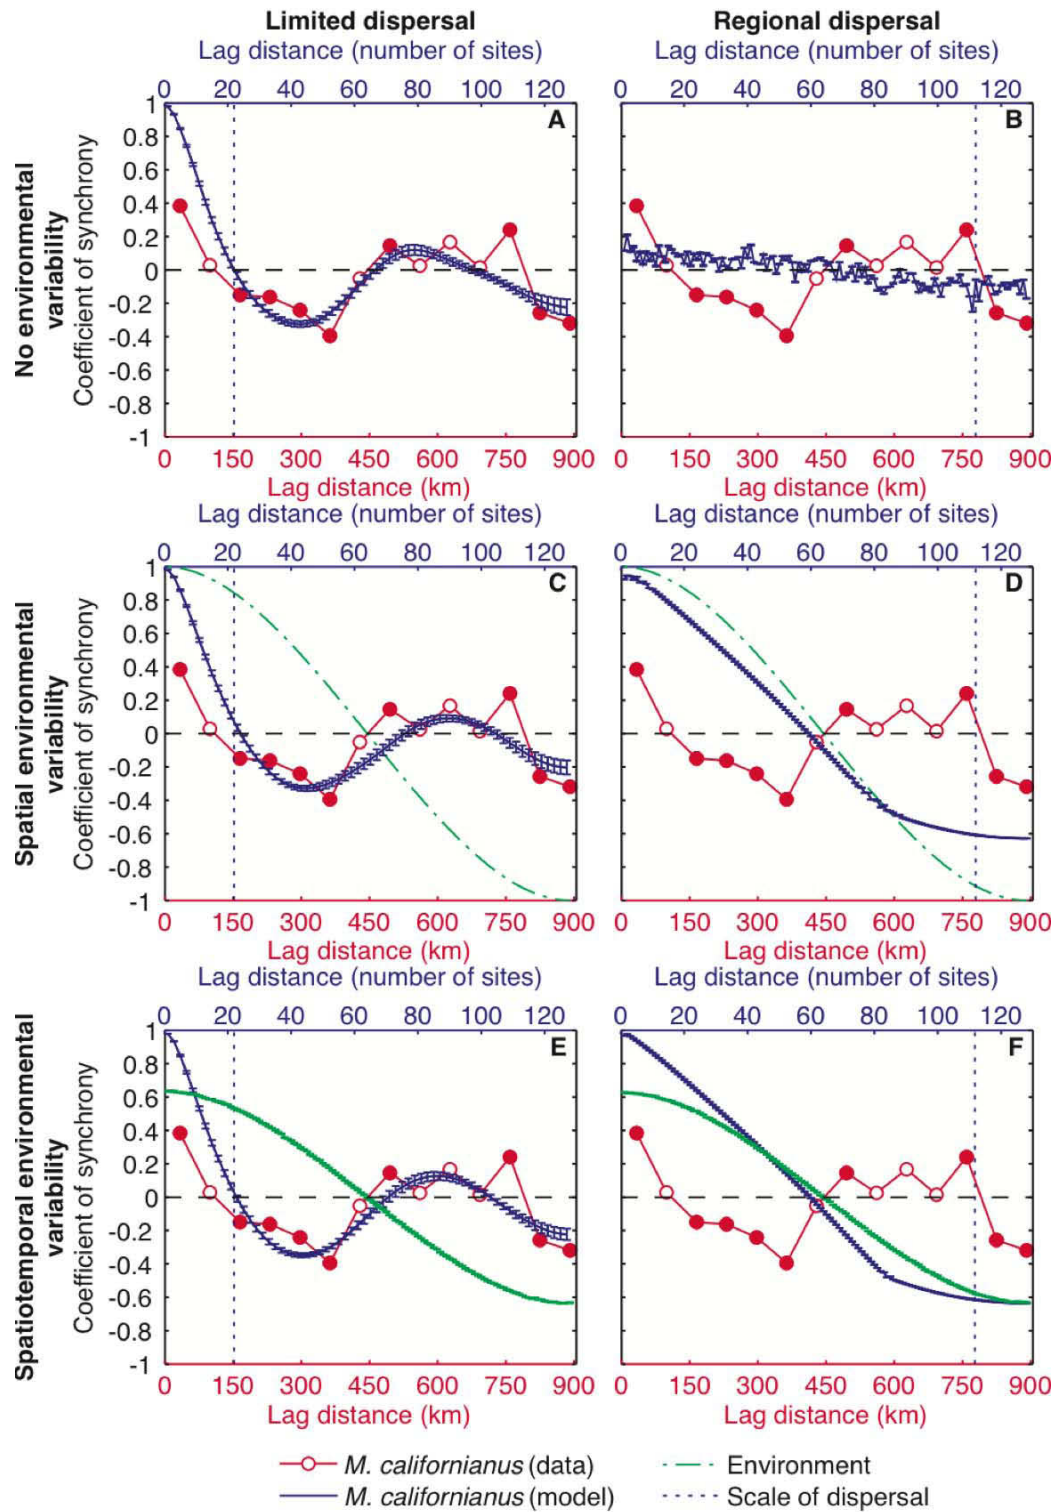 Limited dispersal
Regional dispersal
Lag distance (number of sites)
Lag distance (number of sites)
0 20 40 60 80 100 120
0 20 40 60 80 100 120
No environmental
variability
Coefficient of synchrony
1
0.8
0.6
0.4
0.2
0
-0.2
-0.4
-0.6
-0.8
-1
A
B
0 150 300 450 600 750 900
0 150 300 450 600 750 900
Lag distance (km)
Lag distance (km)
Lag distance (number of sites)
Lag distance (number of sites)
0 20 40 60 80 100 120
0 20 40 60 80 100 120
Spatial environmental
variability
Coefficient of synchrony
1
0.8
0.6
0.4
0.2
0
-0.2
-0.4
-0.6
-0.8
-1
C
D
0 150 300 450 600 750 900
0 150 300 450 600 750 900
Lag distance (km)
Lag distance (km)
Lag distance (number of sites)
Lag distance (number of sites)
0 20 40 60 80 100 120
0 20 40 60 80 100 120
Spatiotemporal environmental
variability
Coefficient of synchrony
1
0.8
0.6
0.4
0.2
0
-0.2
-0.4
-0.6
-0.8
-1
E
F
0 150 300 450 600 750 900
0 150 300 450 600 750 900
Lag distance (km)
Lag distance (km)
M. californianus (data)
Environment
M. californianus (model)
Scale of dispersal